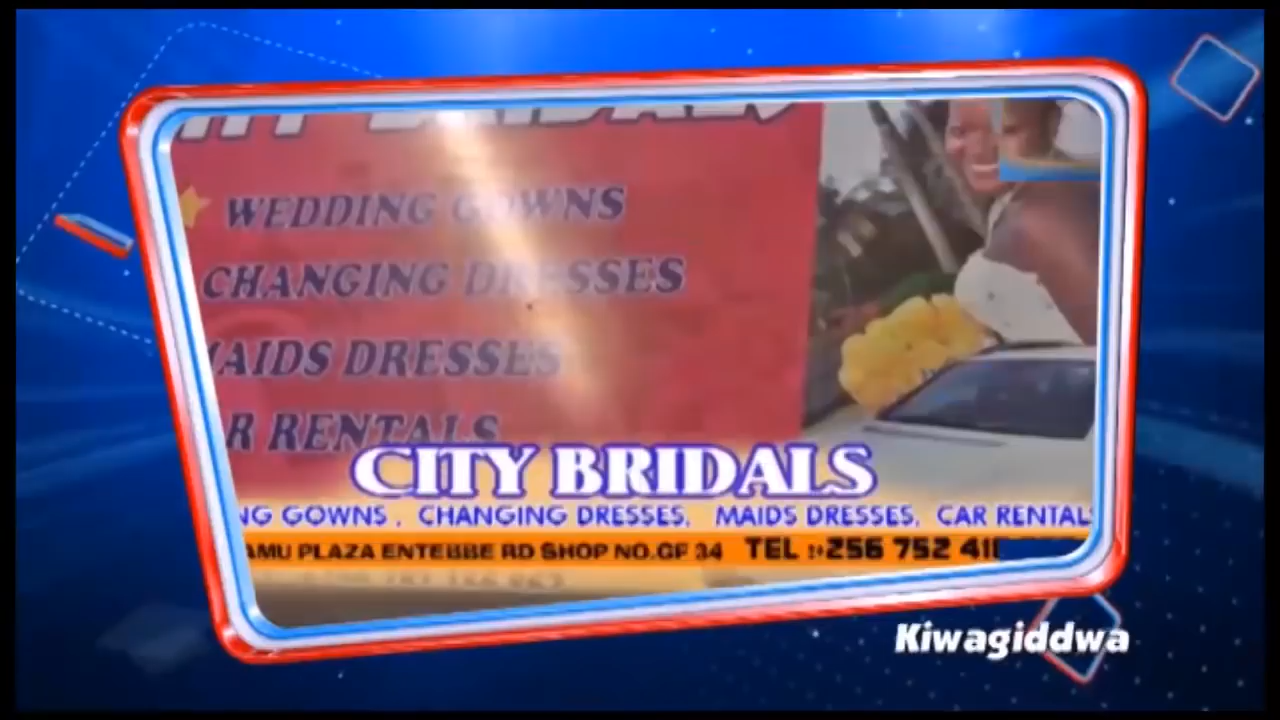 WEDDING GOWNS
CHANGING DRESSES
MAIDS DRESSES
R RENTALS
CITY BRIDALS
NG GOWNS , CHANGING DRESSES, MAIDS DRESSES, CAR RENTALS
AMU PLAZA ENTEBBE RD SHOP NO.GF 34 TEL :+256 752 41
Kiwagiddwa